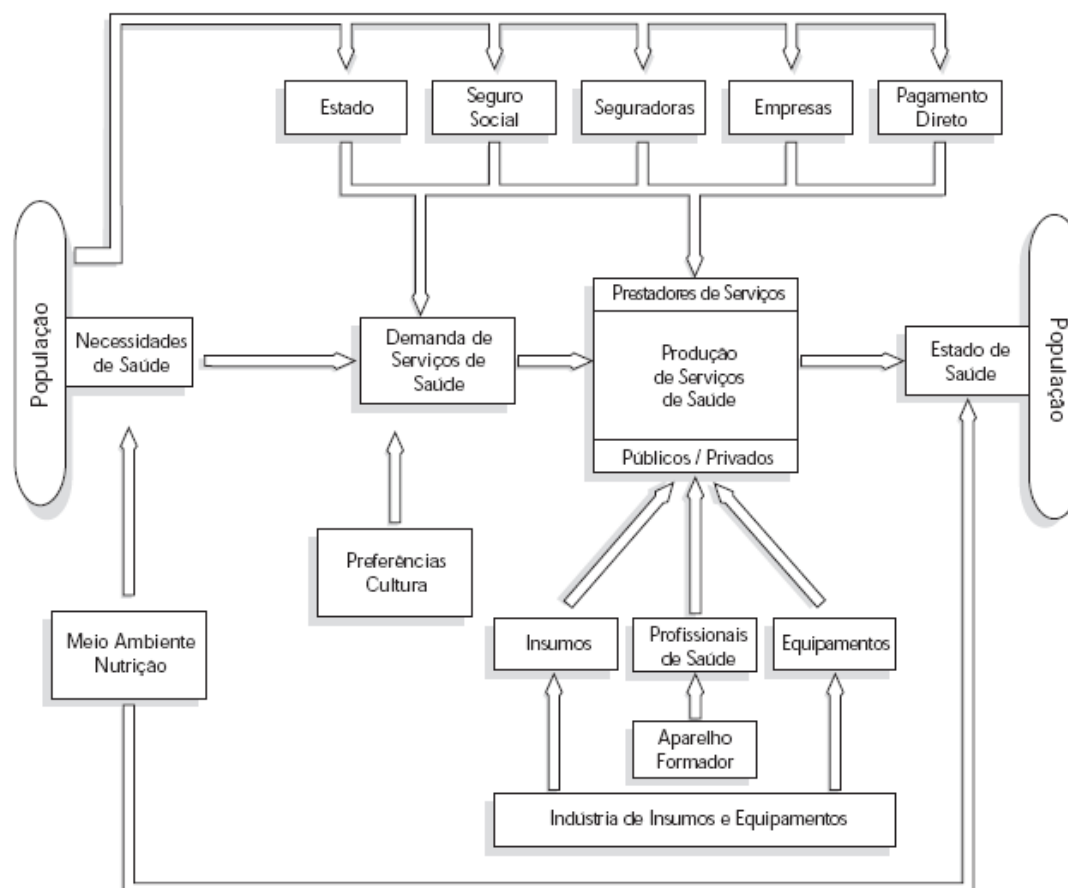 Estado
Seguro
Social
Seguradoras
Empresas
Pagamento
Direto
População
Necessidades
de Saúde
Demanda de
Serviços de
Saúde
Prestadores de Serviços
Produção
de Serviços
de Saúde
Públicos / Privados
Estado de
Saúde
População
Preferências
Cultura
Meio Ambiente
Nutrição
Insumos
Profissionais
de Saúde
Equipamentos
Aparelho
Formador
Indústria de Insumos e Equipamentos